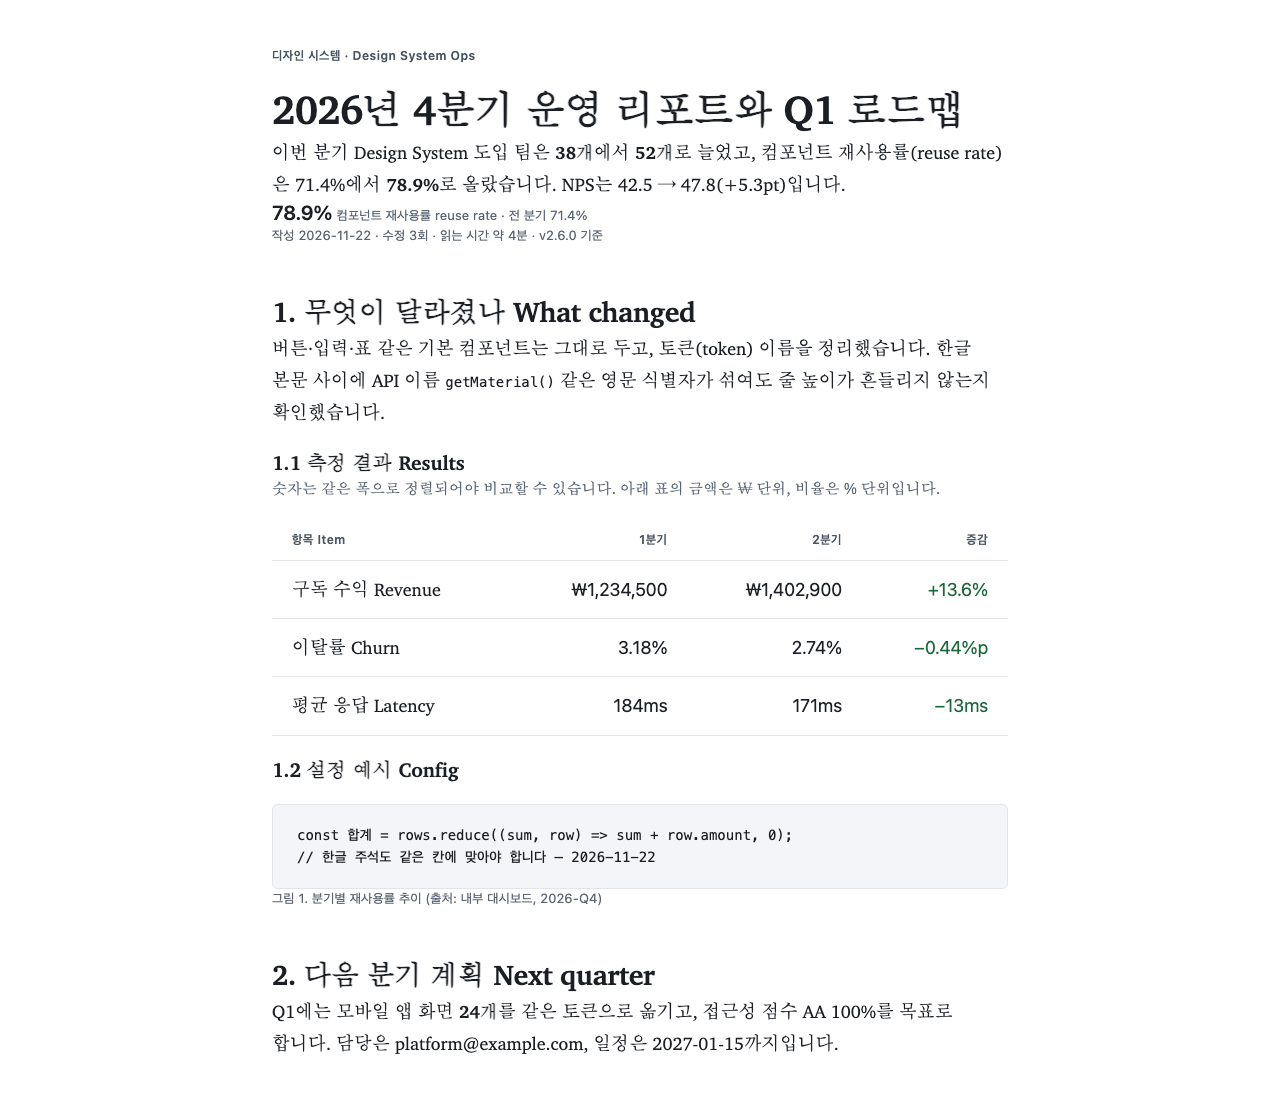 디자인 시스템 · Design System Ops
2026년 4분기 운영 리포트와 Q1 로드맵
이번 분기 Design System 도입 팀은 38개에서 52개로 늘었고, 컴포넌트 재사용률(reuse rate)
은 71.4%에서 78.9%로 올랐습니다. NPS는 42.5 → 47.8(+5.3pt)입니다.
78.9% 컴포넌트 재사용률 reuse rate · 전 분기 71.4%
작성 2026-11-22 · 수정 3회 · 읽는 시간 약 4분 · v2.6.0 기준
1. 무엇이 달라졌나 What changed
버튼·입력·표 같은 기본 컴포넌트는 그대로 두고, 토큰(token) 이름을 정리했습니다. 한글
본문 사이에 API 이름 getMaterial() 같은 영문 식별자가 섞여도 줄 높이가 흔들리지 않는지
확인했습니다.
1.1 측정 결과 Results
숫자는 같은 폭으로 정렬되어야 비교할 수 있습니다. 아래 표의 금액은 ₩ 단위, 비율은 % 단위입니다.
항목 Item 1분기 2분기 증감
구독 수익 Revenue ₩1,234,500 ₩1,402,900 +13.6%
이탈률 Churn 3.18% 2.74% −0.44%p
평균 응답 Latency 184ms 171ms −13ms
1.2 설정 예시 Config
const 합계 = rows.reduce((sum, row) => sum + row.amount, 0);
// 한글 주석도 같은 칸에 맞아야 합니다 — 2026-11-22
그림 1. 분기별 재사용률 추이 (출처: 내부 대시보드, 2026-Q4)
2. 다음 분기 계획 Next quarter
Q1에는 모바일 앱 화면 24개를 같은 토큰으로 옮기고, 접근성 점수 AA 100%를 목표로
합니다. 담당은 platform@example.com, 일정은 2027-01-15까지입니다.